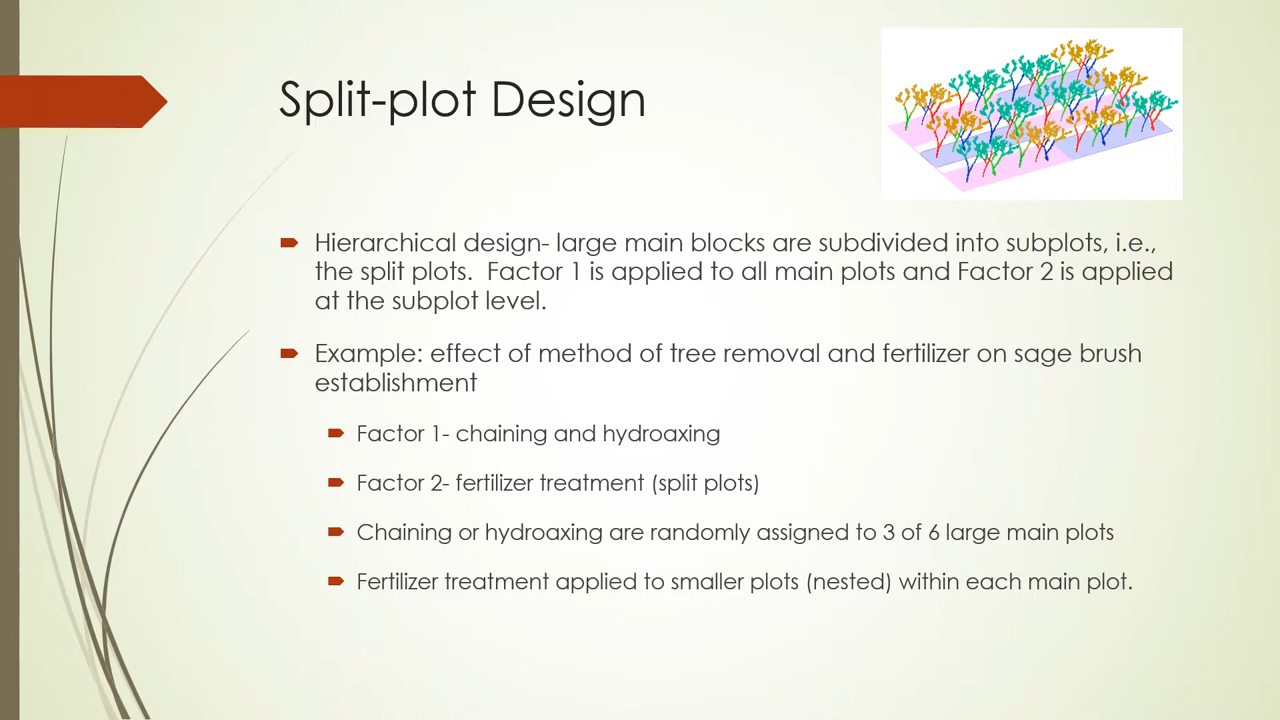 Split-plot Design
Hierarchical design- large main blocks are subdivided into subplots, i.e.,
the split plots.  Factor 1 is applied to all main plots and Factor 2 is applied
at the subplot level.
Example: effect of method of tree removal and fertilizer on sage brush
establishment
Factor 1- chaining and hydroaxing
Factor 2- fertilizer treatment (split plots)
Chaining or hydroaxing are randomly assigned to 3 of 6 large main plots
Fertilizer treatment applied to smaller plots (nested) within each main plot.